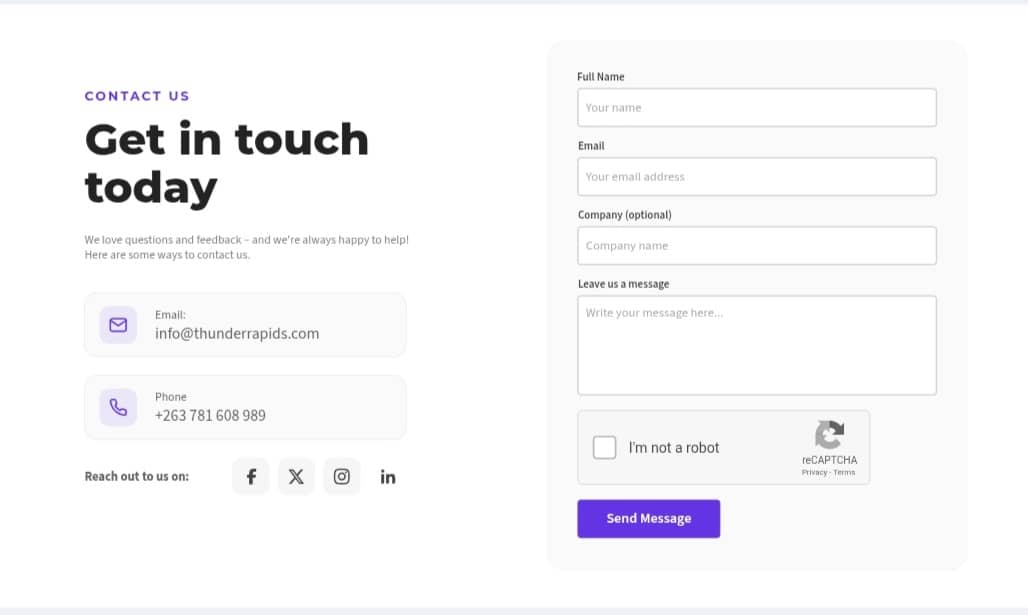 CONTACT US
Get in touch
today
We love questions and feedback – and we're always happy to help!
Here are some ways to contact us.
Email:
info@thunderrapids.com
Phone
+263 781 608 989
Reach out to us on:
Full Name
Your name
Email
Your email address
Company (optional)
Company name
Leave us a message
Write your message here...
I'm not a robot
reCAPTCHA
Privacy - Terms
Send Message